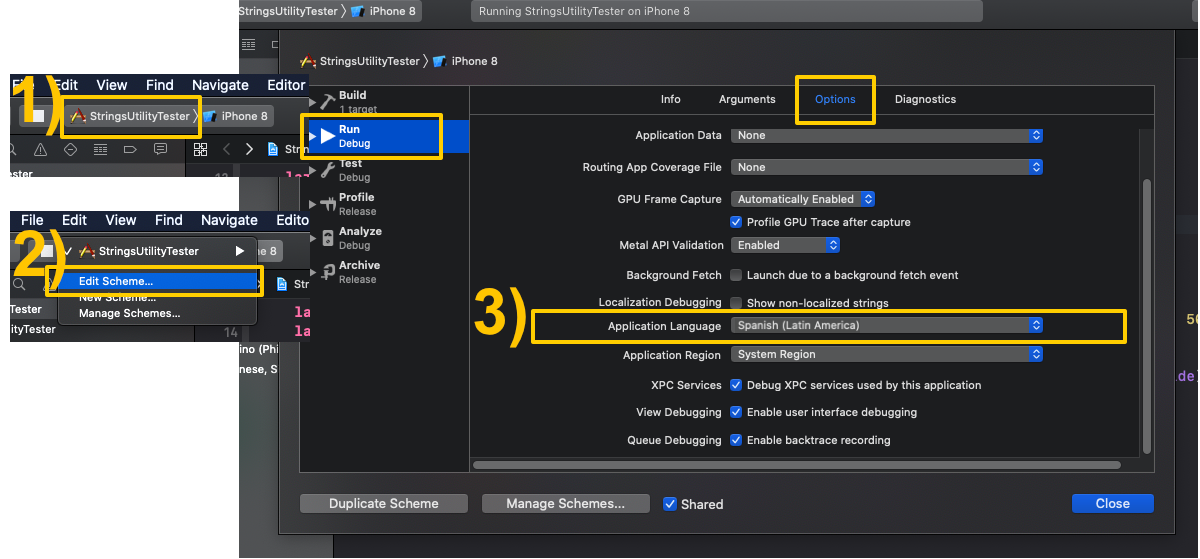 StringsUtilityTester 〉 iPhone 8
Running StringsUtilityTester on iPhone 8
1)
File Edit View Find Navigate Editor
StringsUtilityTester 〉 iPhone 8
2)
File Edit View Find Navigate Edito
✓ StringsUtilityTester
Edit Scheme...
New Scheme...
Manage Schemes...
Tester
ityTester
Strin
Str
la
la
14
ino (Phi
nese, S
StringsUtilityTester 〉 iPhone 8
Build
1 target
Run
Debug
Test
Debug
Profile
Release
Analyze
Debug
Archive
Release
Info Arguments Options Diagnostics
Application Data None
Routing App Coverage File None
GPU Frame Capture Automatically Enabled
Profile GPU Trace after capture
Metal API Validation Enabled
Background Fetch Launch due to a background fetch event
Localization Debugging Show non-localized strings
3)
Application Language Spanish (Latin America)
Application Region System Region
XPC Services Debug XPC services used by this application
View Debugging Enable user interface debugging
Queue Debugging Enable backtrace recording
Duplicate Scheme Manage Schemes... Shared Close
50
ide)